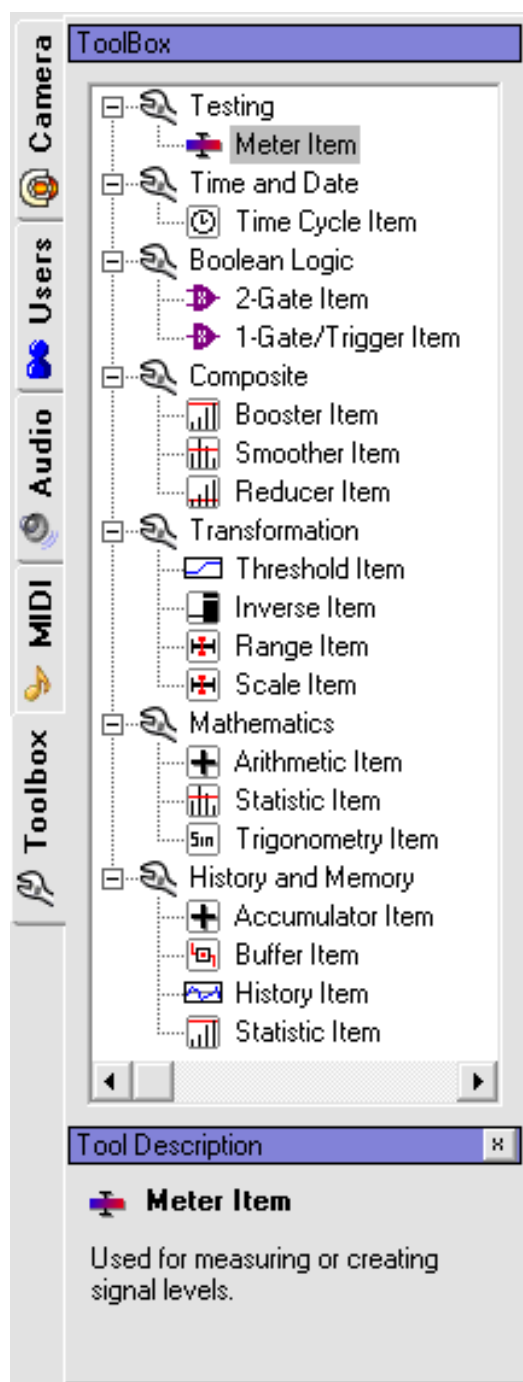 Camera
Users
Audio
MIDI
Toolbox
ToolBox
Testing
Meter Item
Time and Date
Time Cycle Item
Boolean Logic
2-Gate Item
1-Gate/Trigger Item
Composite
Booster Item
Smoother Item
Reducer Item
Transformation
Threshold Item
Inverse Item
Range Item
Scale Item
Mathematics
Arithmetic Item
Statistic Item
Sin Trigonometry Item
History and Memory
Accumulator Item
Buffer Item
History Item
Statistic Item
Tool Description
Meter Item
Used for measuring or creating
signal levels.